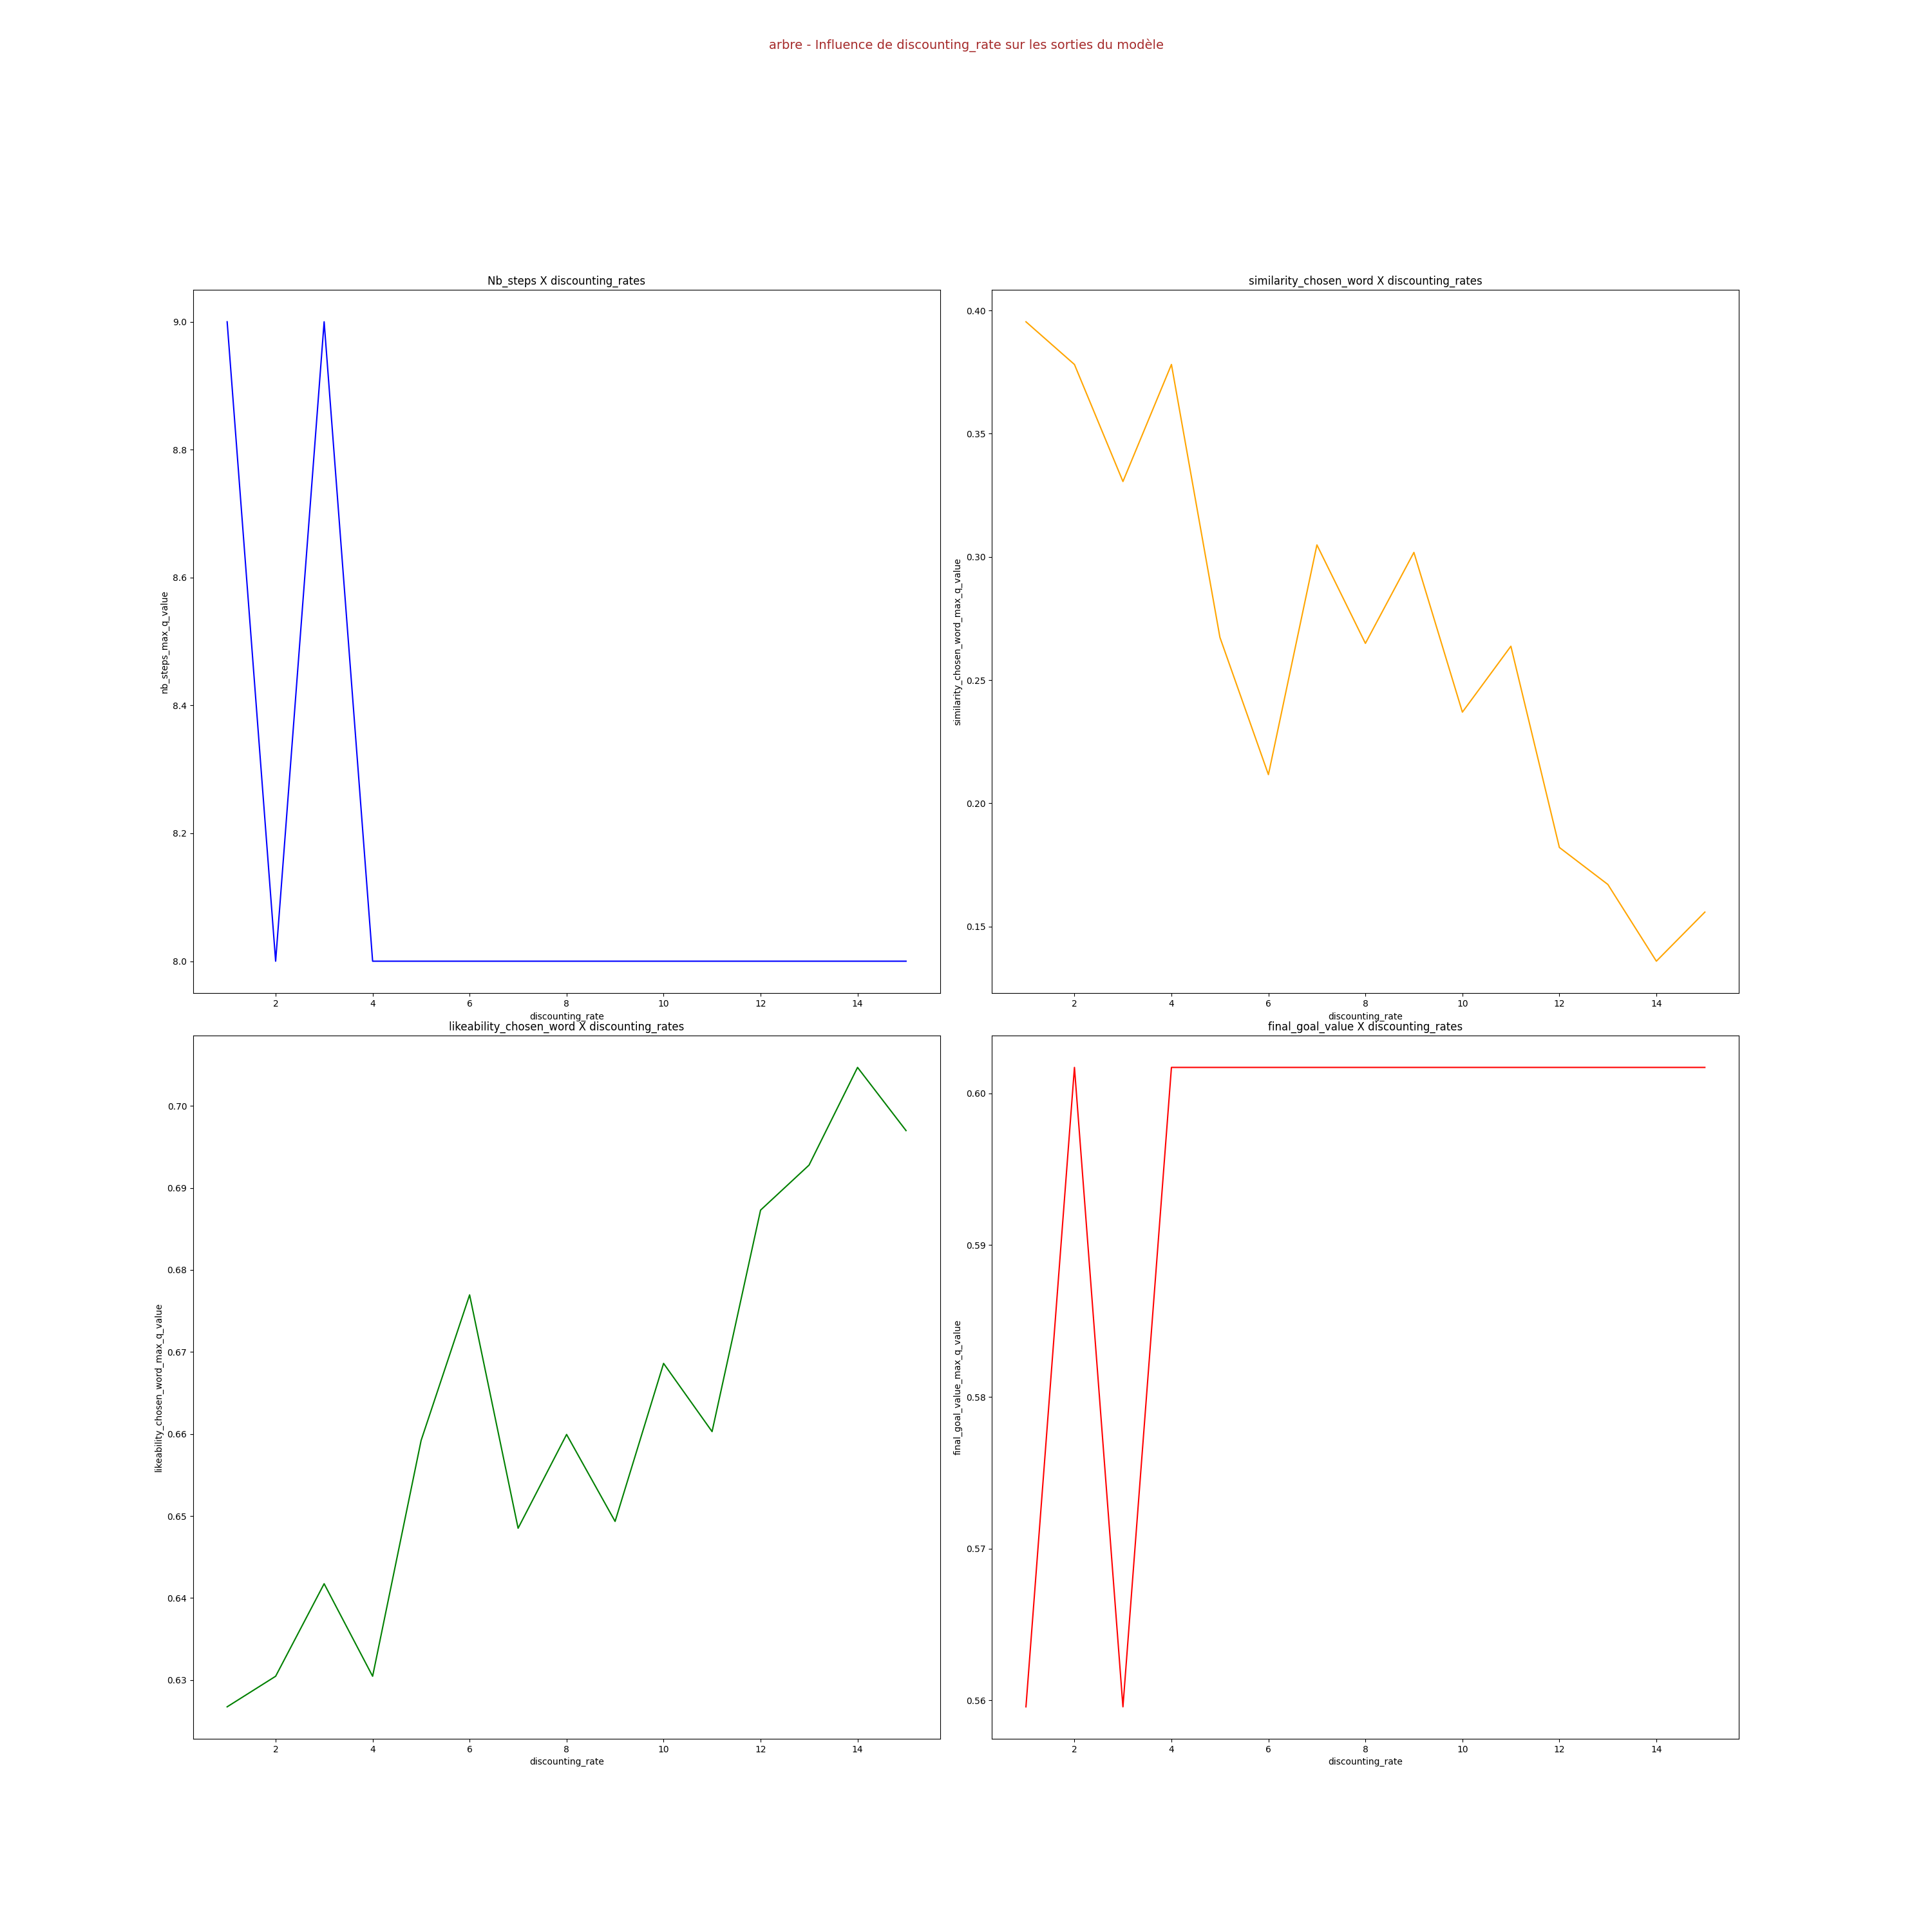 arbre - Influence de discounting_rate sur les sorties du modèle
Nb_steps X discounting_rates
9.0
8.8
8.6
8.4
8.2
8.0
nb_steps_max_q_value
2 4 6 8 10 12 14
discounting_rate
similarity_chosen_word X discounting_rates
0.40
0.35
0.30
0.25
0.20
0.15
similarity_chosen_word_max_q_value
2 4 6 8 10 12 14
discounting_rate
likeability_chosen_word X discounting_rates
0.70
0.69
0.68
0.67
0.66
0.65
0.64
0.63
likeability_chosen_word_max_q_value
2 4 6 8 10 12 14
discounting_rate
final_goal_value X discounting_rates
0.60
0.59
0.58
0.57
0.56
final_goal_value_max_q_value
2 4 6 8 10 12 14
discounting_rate